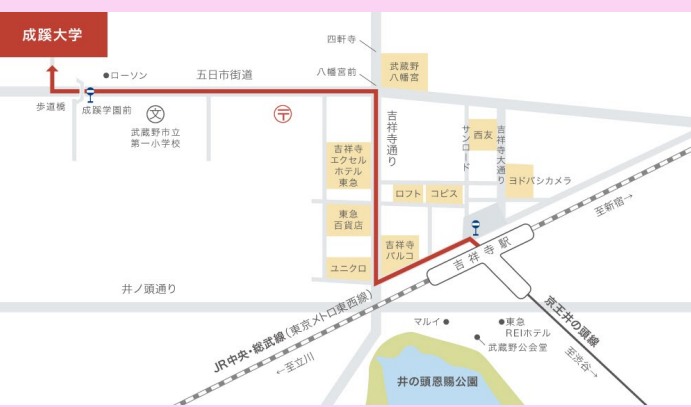 成蹊大学
四軒寺
●ローソン
五日市街道
八幡宮前
武蔵野
八幡宮
歩道橋
成蹊学園前
文
武蔵野市立
第一小学校
〒
吉祥寺通り
サンロード
西友
吉祥寺大通り
吉祥寺
エクセル
ホテル
東急
ヨドバシカメラ
ロフト
コピス
至新宿→
東急
百貨店
吉祥寺
パルコ
吉祥寺駅
ユニクロ
井ノ頭通り
JR中央・総武線(東京メトロ東西線)
←至立川
マルイ●
●東急
REIホテル
●武蔵野公会堂
京王井の頭線
至渋谷→
井の頭恩賜公園